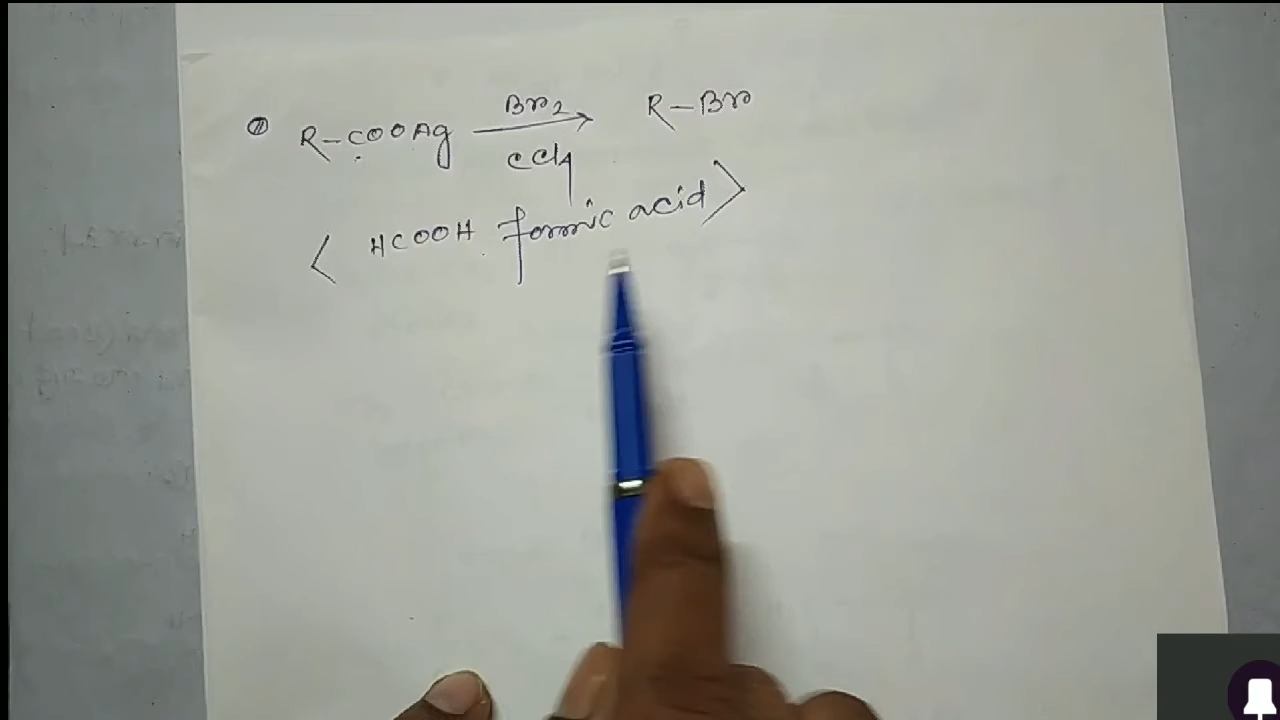 ① R-COOAg Br2 CCl4 → R-Br
< HCOOH formic acid >